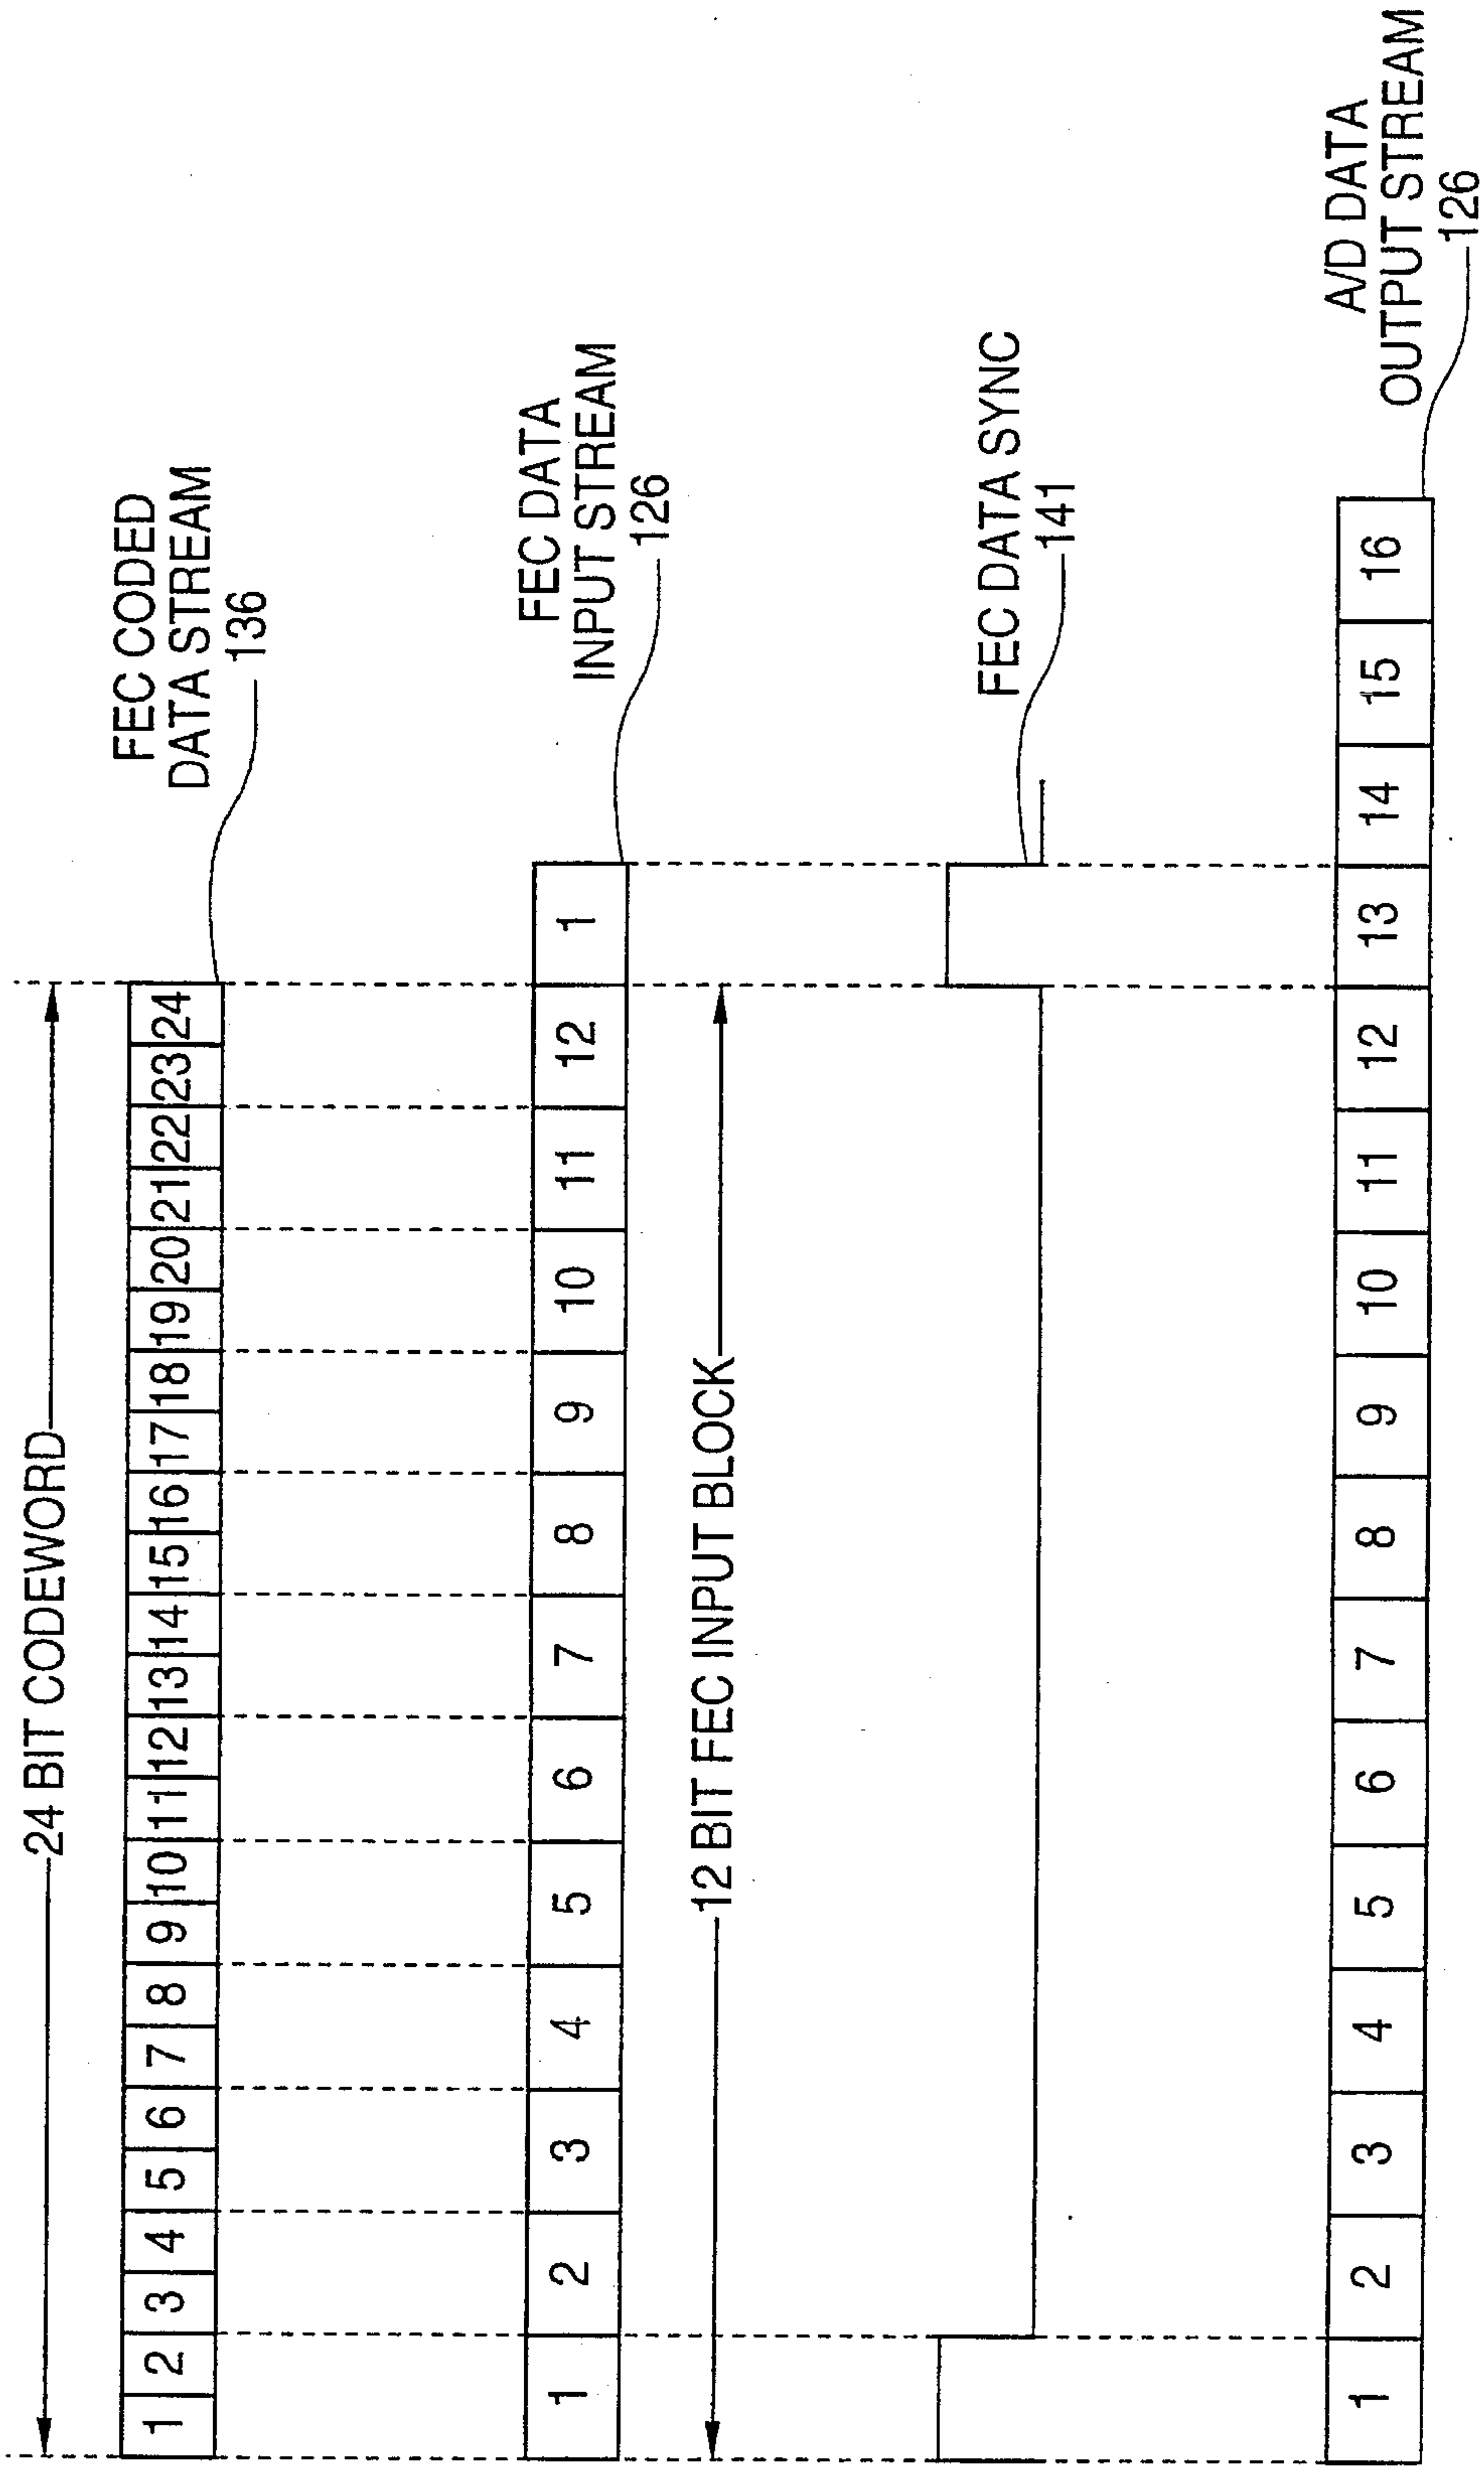 24 BIT CODEWORD
1 2 3 4 5 6 7 8 9 10 11 12 13 14 15 16 17 18 19 20 21 22 23 24
FEC CODED
DATA STREAM
136
1 2 3 4 5 6 7 8 9 10 11 12 1
FEC DATA
INPUT STREAM
126
12 BIT FEC INPUT BLOCK
FEC DATA SYNC
141
1 2 3 4 5 6 7 8 9 10 11 12 13 14 15 16
A/D DATA
OUTPUT STREAM
126